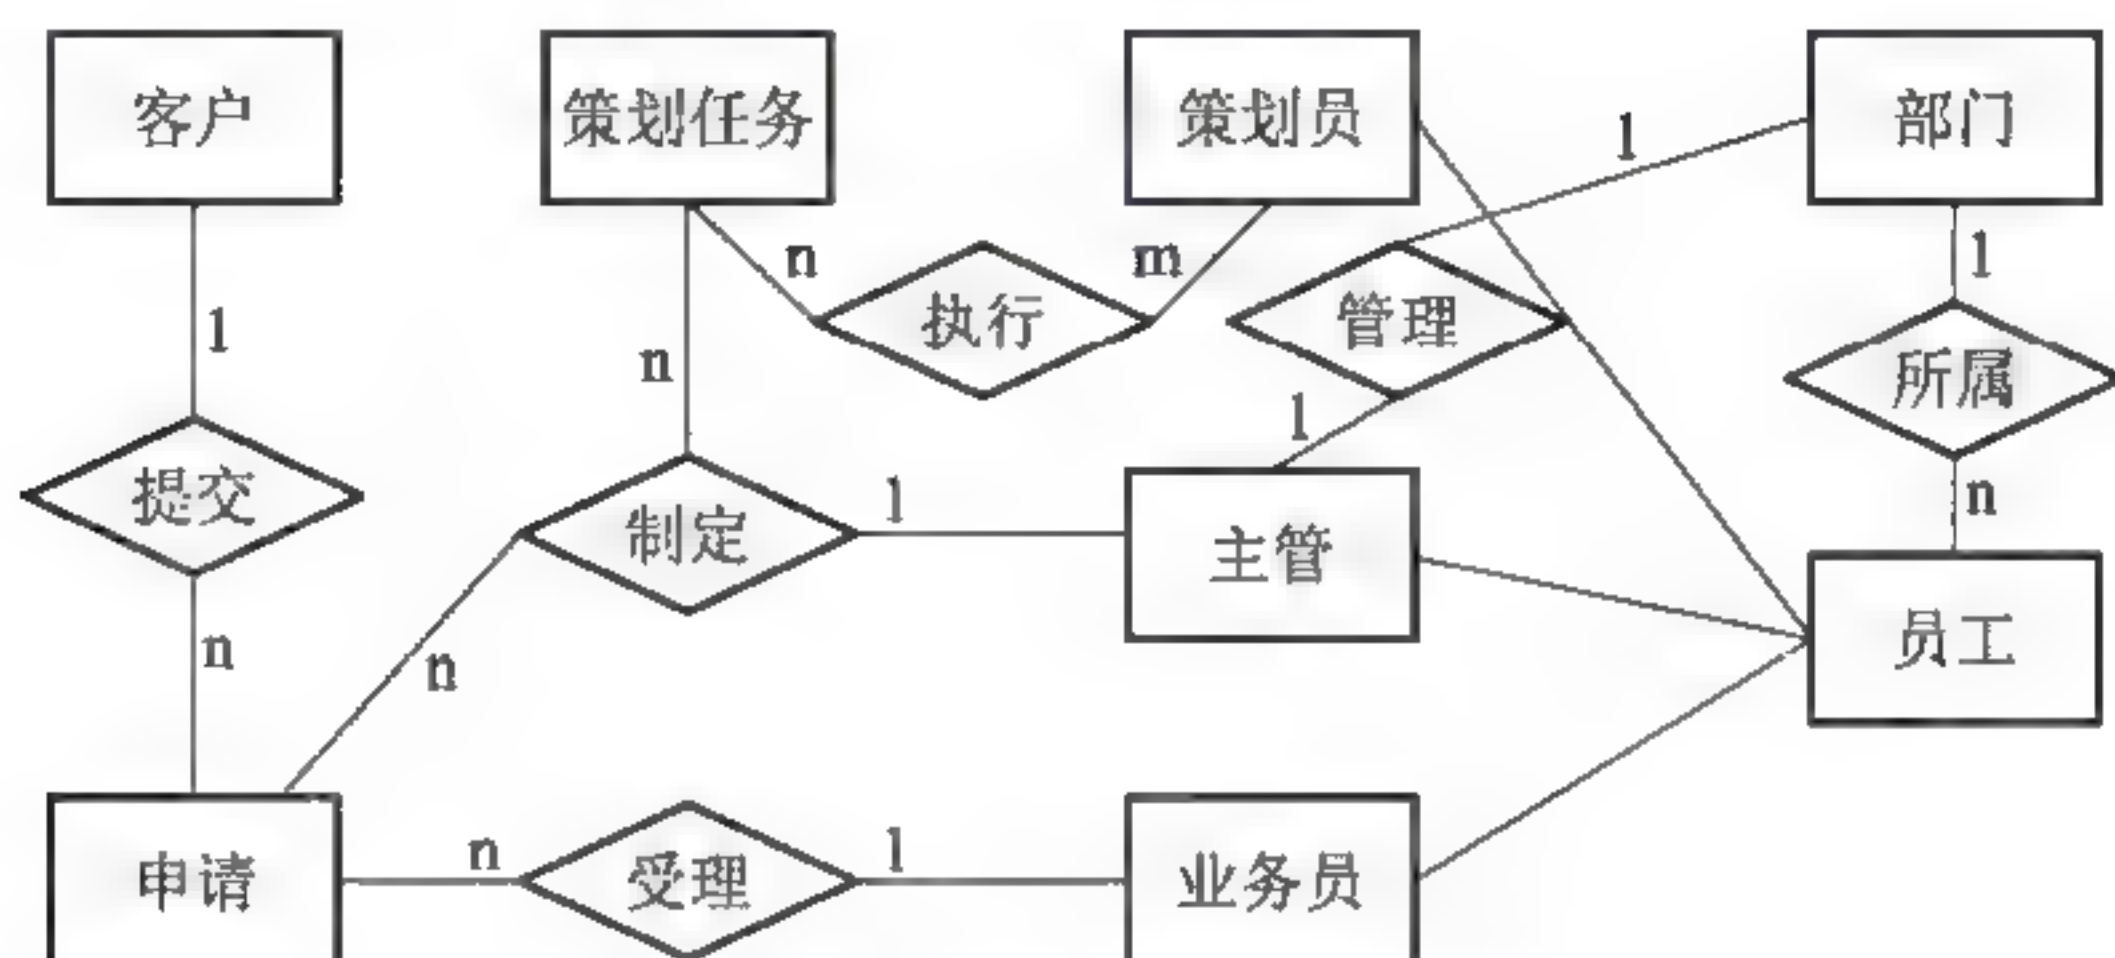 客户 策划任务 策划员 部门
1
n m 1
执行 管理
1 n 所属
1
提交 制定 1 n
主管
n n 员工
申请 n 受理 1 业务员